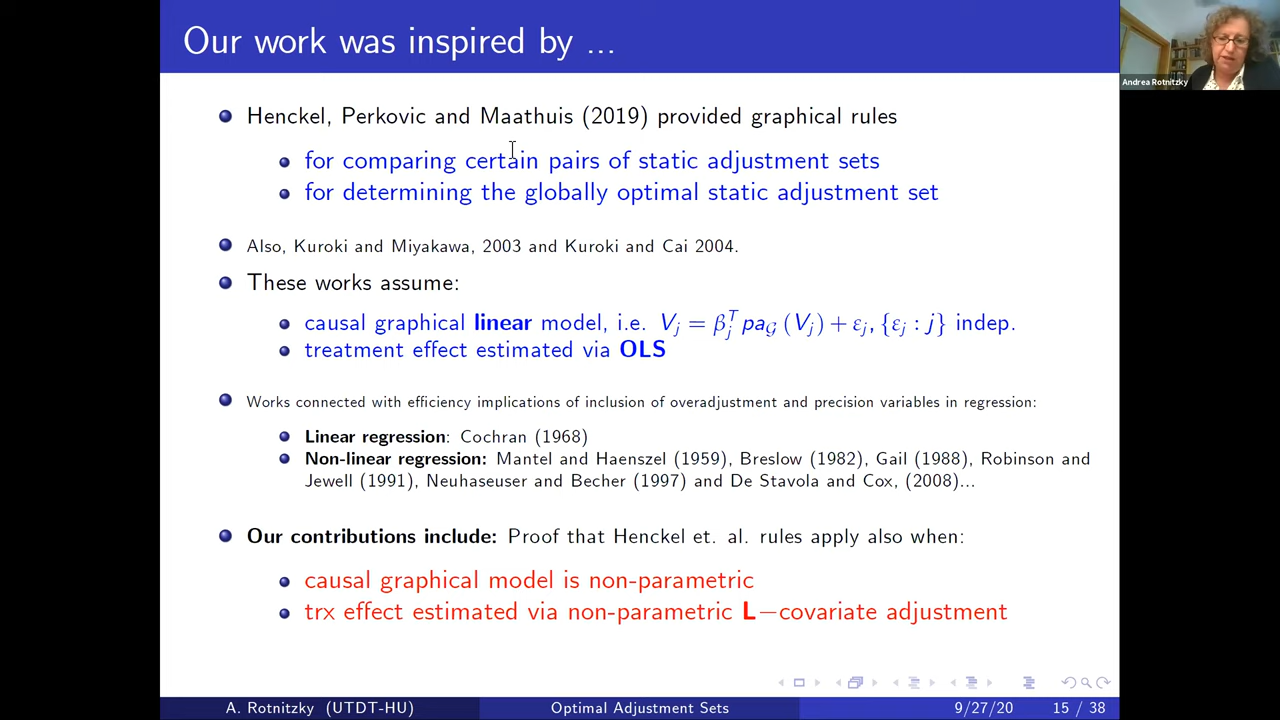 Our work was inspired by ...
Andrea Rotnitzky
Henckel, Perkovic and Maathuis (2019) provided graphical rules
for comparing certain pairs of static adjustment sets
for determining the globally optimal static adjustment set
Also, Kuroki and Miyakawa, 2003 and Kuroki and Cai 2004.
These works assume:
causal graphical linear model, i.e. V_j = β_j^T pa_G (V_j) + ε_j, {ε_j : j} indep.
treatment effect estimated via OLS
Works connected with efficiency implications of inclusion of overadjustment and precision variables in regression:
Linear regression: Cochran (1968)
Non-linear regression: Mantel and Haenszel (1959), Breslow (1982), Gail (1988), Robinson and
Jewell (1991), Neuhaseuser and Becher (1997) and De Stavola and Cox, (2008)...
Our contributions include: Proof that Henckel et. al. rules apply also when:
causal graphical model is non-parametric
trx effect estimated via non-parametric L−covariate adjustment
A. Rotnitzky (UTDT-HU) Optimal Adjustment Sets 9/27/20 15 / 38